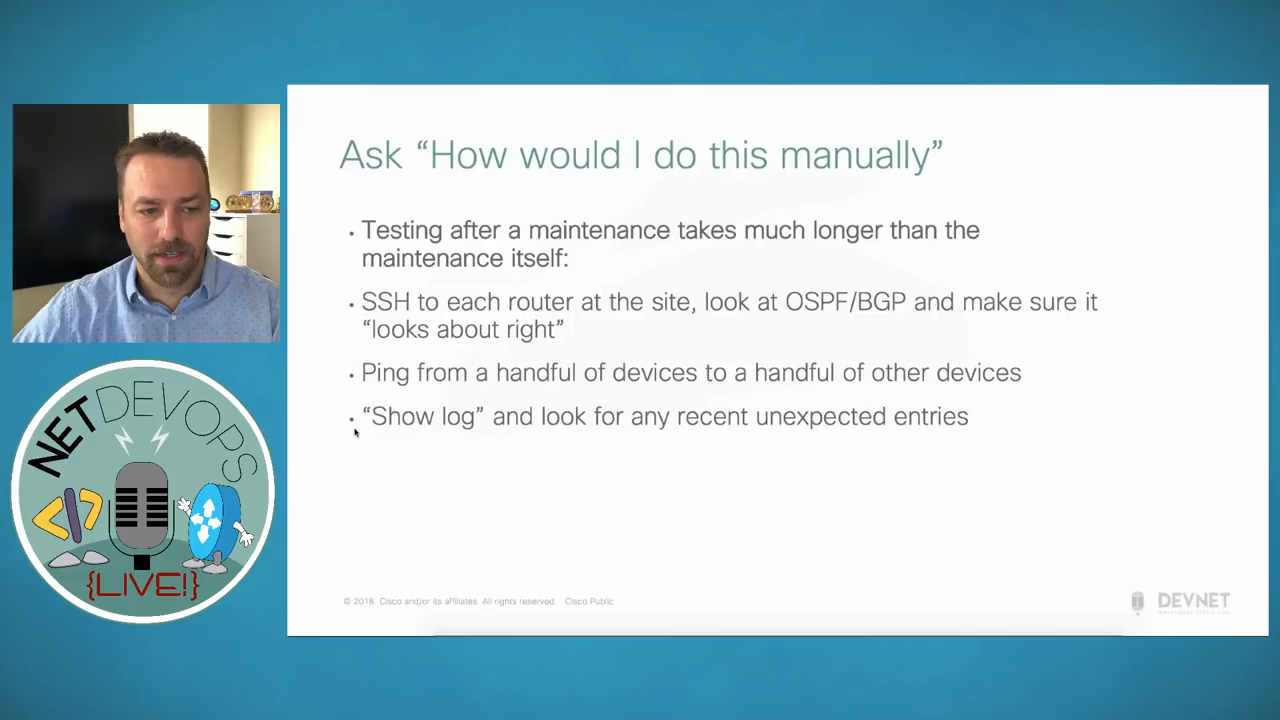 Ask “How would I do this manually”
• Testing after a maintenance takes much longer than the
maintenance itself:
• SSH to each router at the site, look at OSPF/BGP and make sure it
“looks about right”
• Ping from a handful of devices to a handful of other devices
• “Show log” and look for any recent unexpected entries
NETDEVOPS
{LIVE!}
© 2018 Cisco and/or its affiliates. All rights reserved Cisco Public
DEVNET